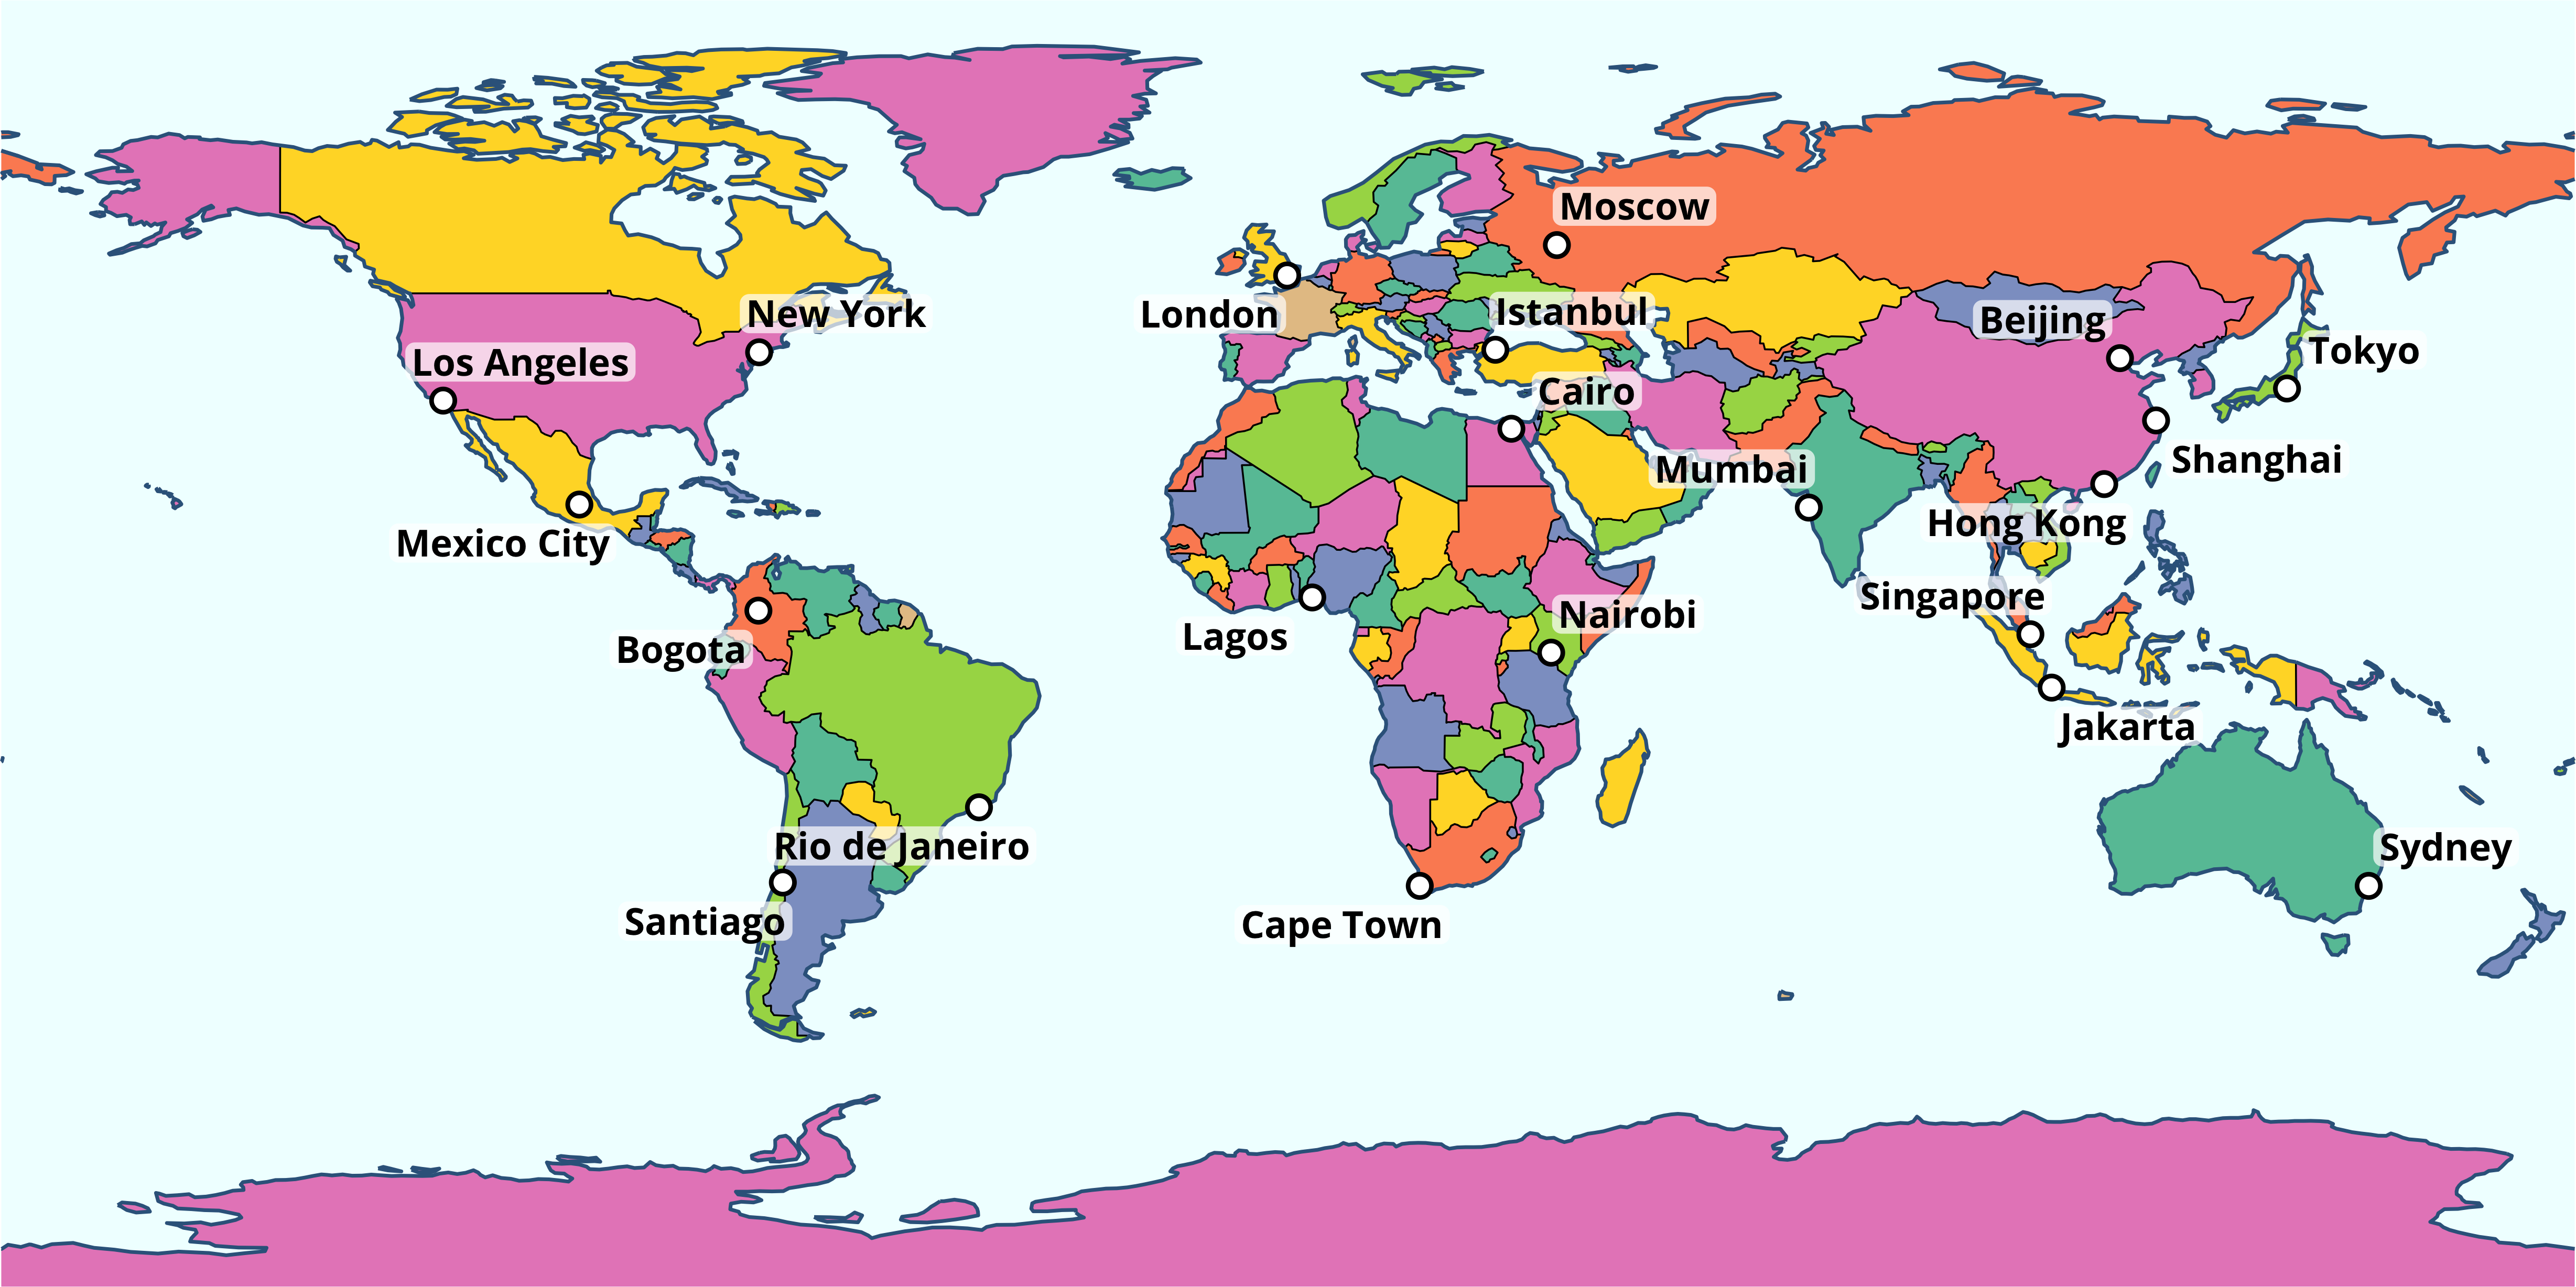 Moscow
New York
London
Istanbul
Beijing
Tokyo
Los Angeles
Cairo
Shanghai
Mumbai
Hong Kong
Mexico City
Singapore
Nairobi
Lagos
Bogota
Jakarta
Rio de Janeiro
Sydney
Santiago
Cape Town